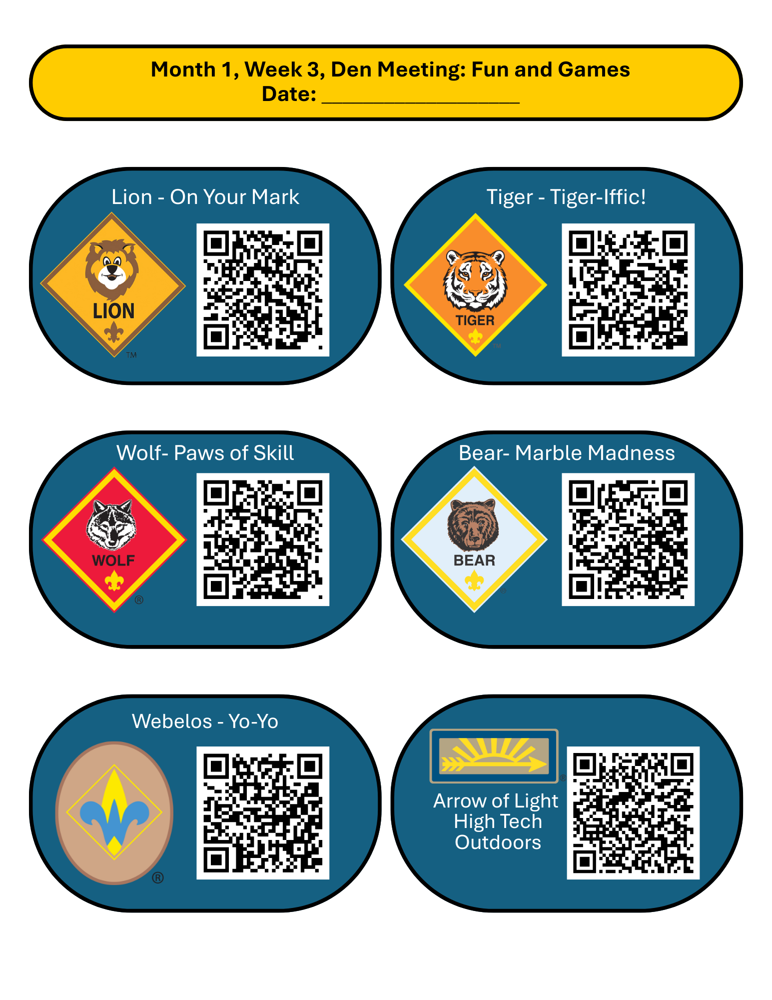 Month 1, Week 3, Den Meeting: Fun and Games
Date: ___________________
Lion - On Your Mark
LION
TM
Tiger - Tiger-Iffic!
TIGER
TM
Wolf- Paws of Skill
WOLF
®
Bear- Marble Madness
BEAR
®
Webelos - Yo-Yo
®
®
Arrow of Light
High Tech
Outdoors